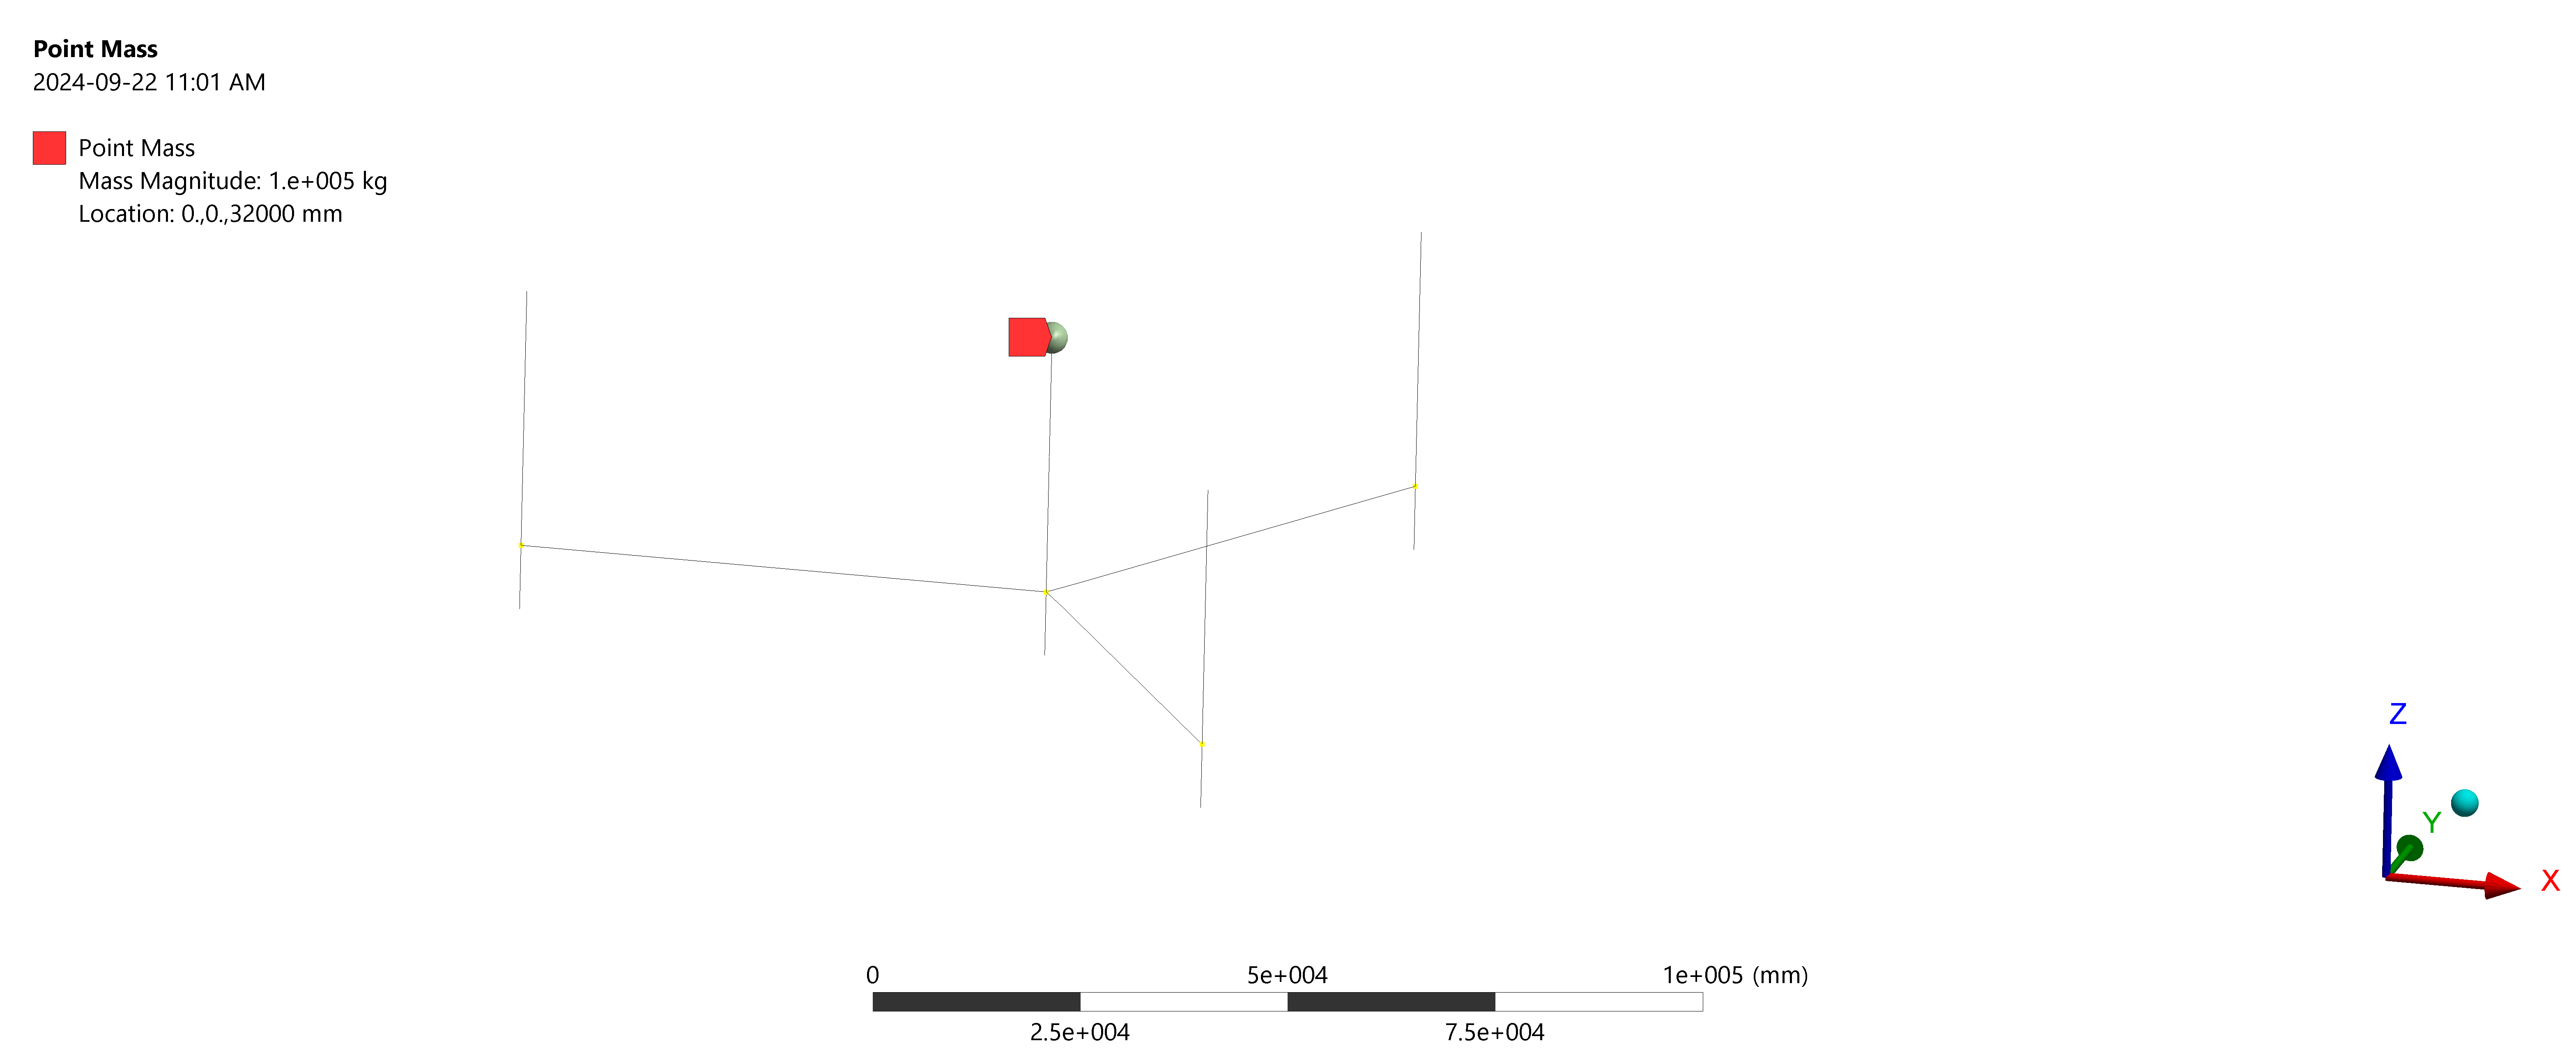 Point Mass
2024-09-22 11:01 AM
Point Mass
Mass Magnitude: 1.e+005 kg
Location: 0.,0.,32000 mm
Z
Y
X
0
5e+004
1e+005 (mm)
2.5e+004
7.5e+004